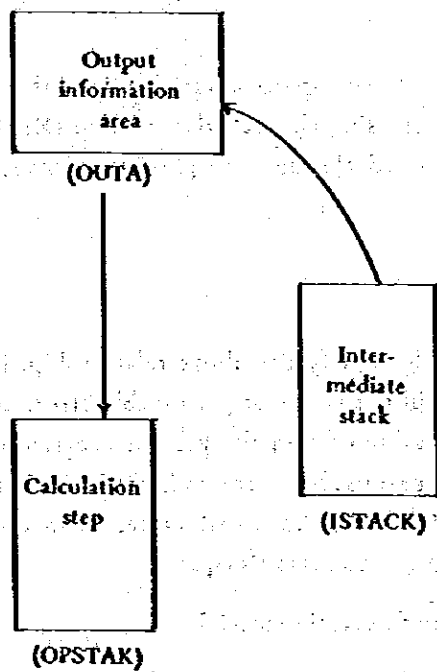 Output
information
area
(OUTA)
Inter-
mediate
stack
(ISTACK)
Calculation
step
(OPSTAK)